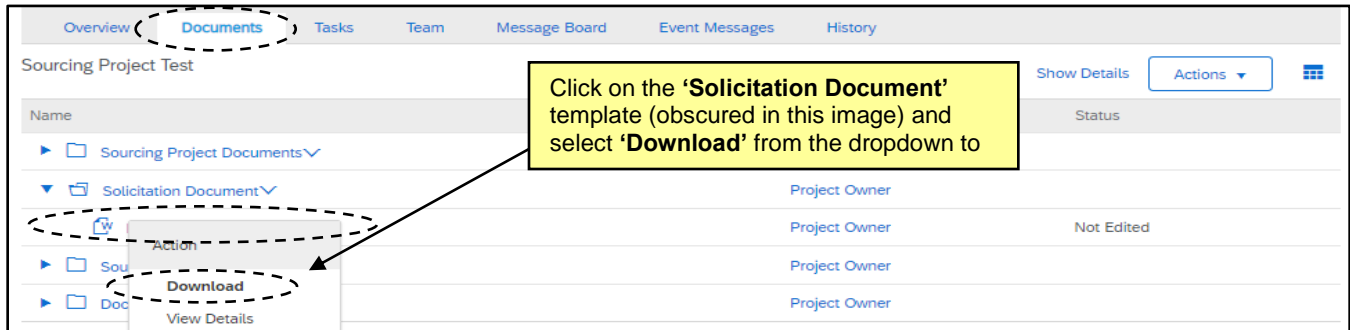 Overview Documents Tasks Team Message Board Event Messages History
Sourcing Project Test
Show Details Actions
Click on the ‘Solicitation Document’
template (obscured in this image) and
select ‘Download’ from the dropdown to
Name Status
Sourcing Project Documents
Solicitation Document Project Owner
Project Owner Not Edited
Action
Sou Project Owner
Download
Doc Project Owner
View Details